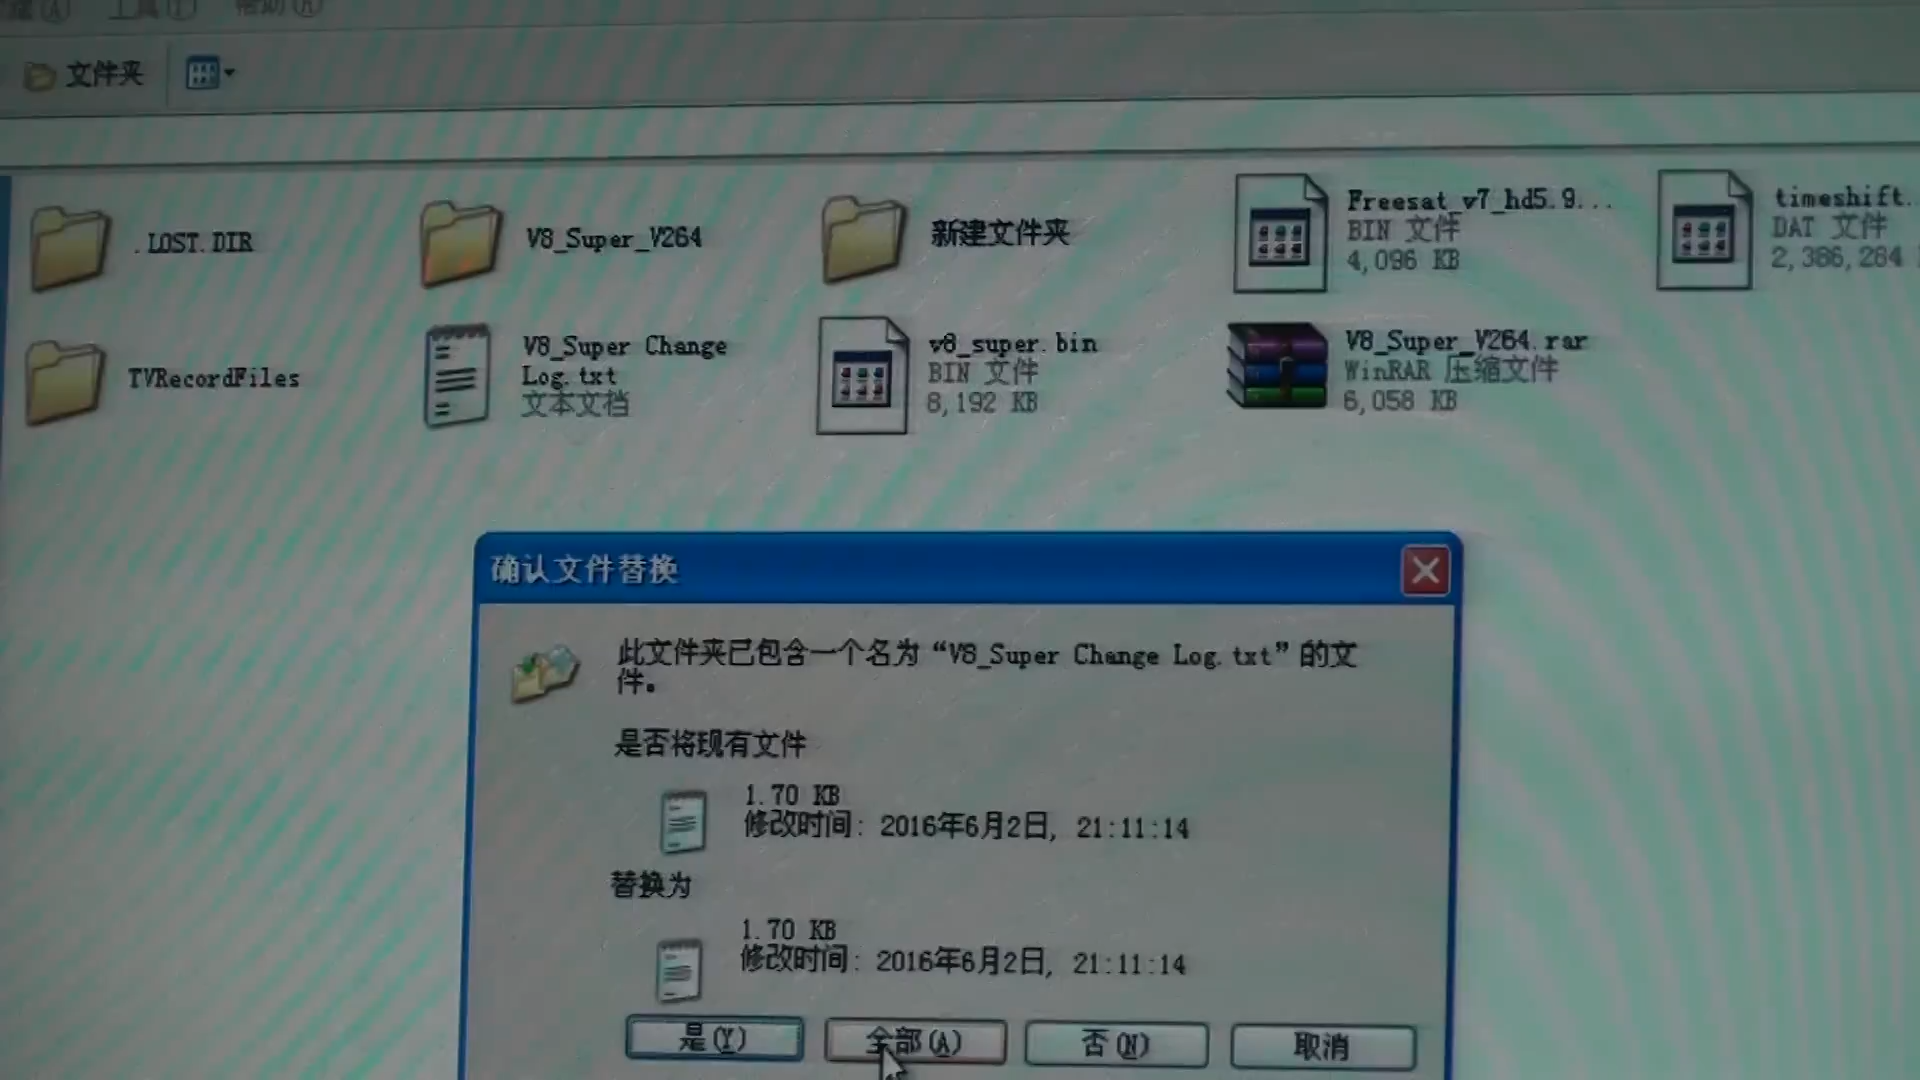 工具(T) 帮助(H)
文件夹
.LOST.DIR
V8_Super_V264
新建文件夹
Freesat_v7_hd5.9...
BIN 文件
4,096 KB
timeshift.
DAT 文件
2,386,284
TVRecordFiles
V8_Super Change
Log.txt
文本文档
v8_super.bin
BIN 文件
8,192 KB
V8_Super_V264.rar
WinRAR 压缩文件
6,058 KB
确认文件替换
此文件夹已包含一个名为“V8_Super Change Log.txt”的文
件。
是否将现有文件
1.70 KB
修改时间: 2016年6月2日, 21:11:14
替换为
1.70 KB
修改时间: 2016年6月2日, 21:11:14
是(Y)
全部(A)
否(N)
取消